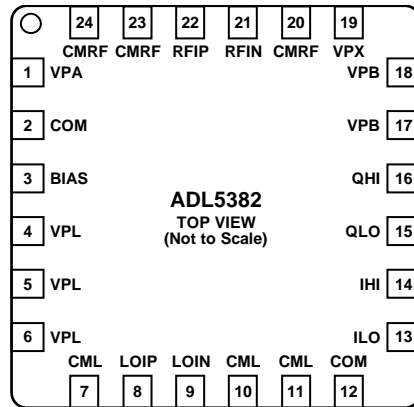 24 23 22 21 20 19
CMRF CMRF RFIP RFIN CMRF VPX
1 VPA VPB 18
2 COM VPB 17
3 BIAS QHI 16
ADL5382
TOP VIEW
(Not to Scale)
4 VPL QLO 15
5 VPL IHI 14
6 VPL ILO 13
CML LOIP LOIN CML CML COM
7 8 9 10 11 12